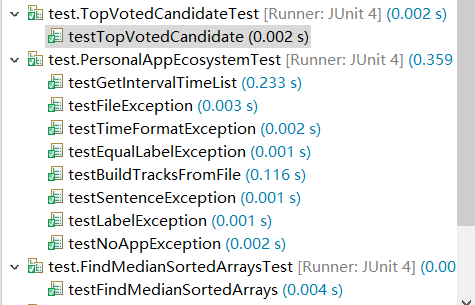 test.TopVotedCandidateTest [Runner: JUnit 4] (0.002 s)
testTopVotedCandidate (0.002 s)
test.PersonalAppEcosystemTest [Runner: JUnit 4] (0.359
testGetIntervalTimeList (0.233 s)
testFileException (0.003 s)
testTimeFormatException (0.002 s)
testEqualLabelException (0.001 s)
testBuildTracksFromFile (0.116 s)
testSentenceException (0.001 s)
testLabelException (0.001 s)
testNoAppException (0.002 s)
test.FindMedianSortedArraysTest [Runner: JUnit 4] (0.00
testFindMedianSortedArrays (0.004 s)